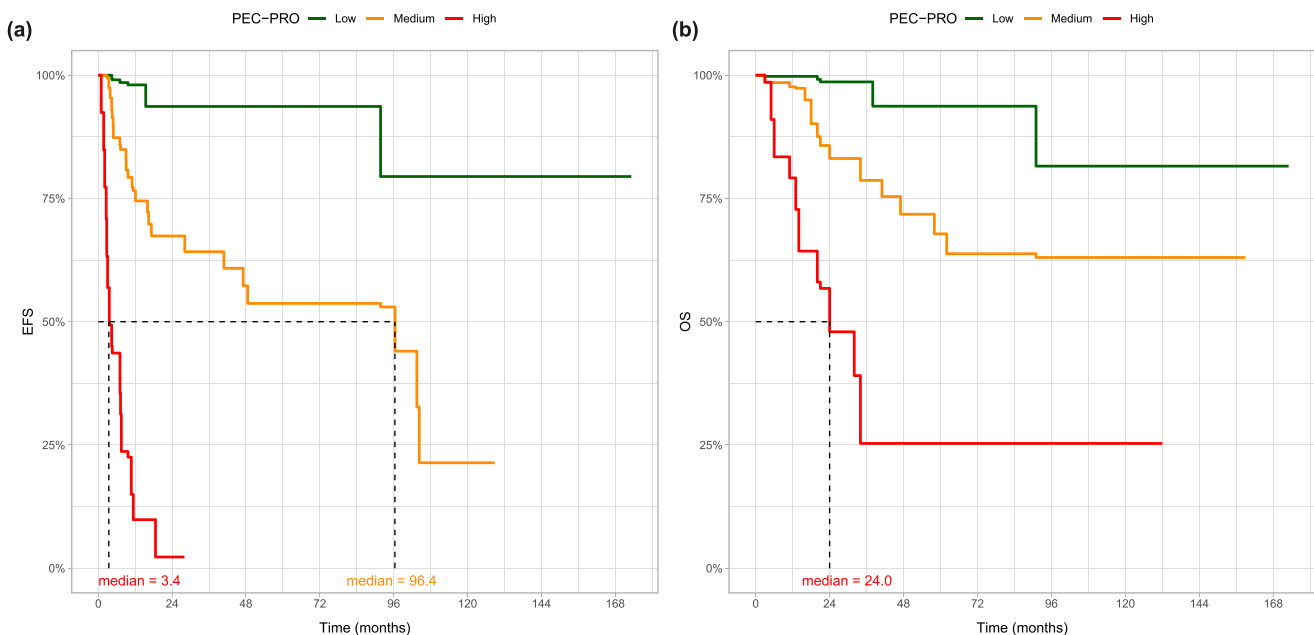 (a)
PEC−PRO Low Medium High
100%
75%
50%
25%
0%
EFS
median = 3.4
median = 96.4
0 24 48 72 96 120 144 168
Time (months)
(b)
PEC−PRO Low Medium High
100%
75%
50%
25%
0%
OS
median = 24.0
0 24 48 72 96 120 144 168
Time (months)